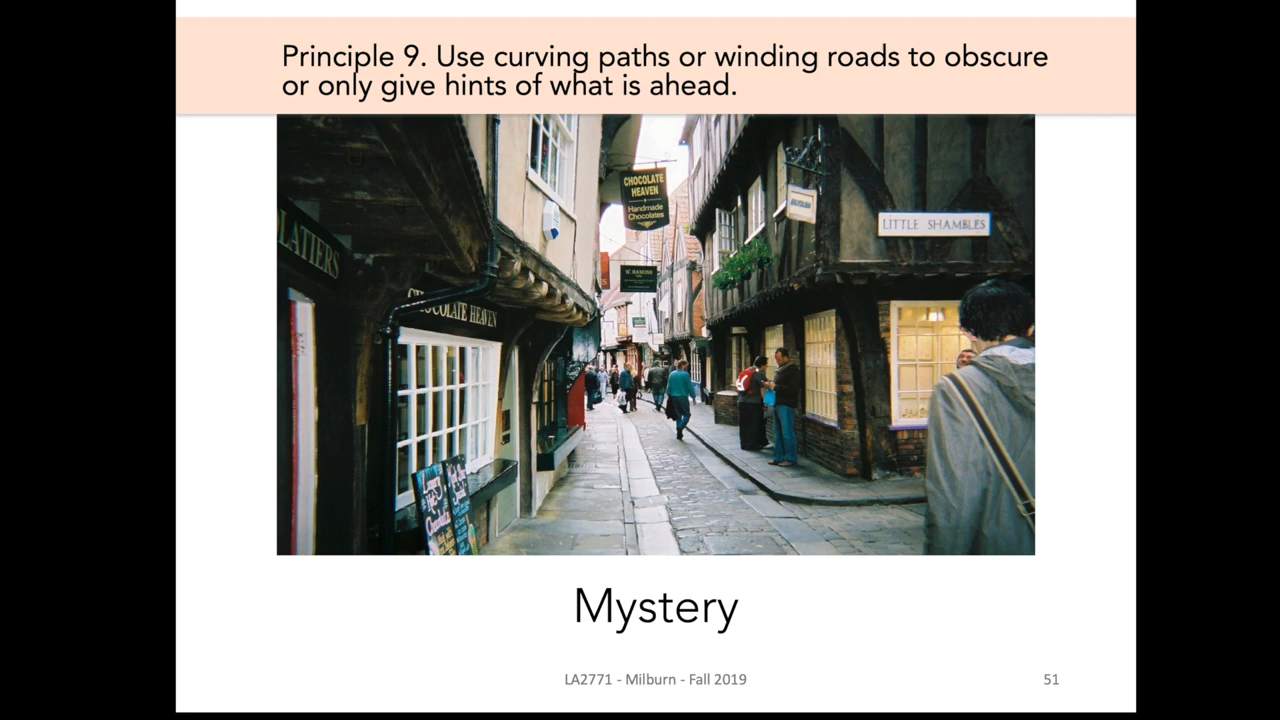 Principle 9. Use curving paths or winding roads to obscure
or only give hints of what is ahead.
CHOCOLATE
HEAVEN
Handmade
Chocolates
LITTLE SHAMBLES
LATTERS
CHOCOLATE HEAVEN
Mystery
LA2771 - Milburn - Fall 2019
51